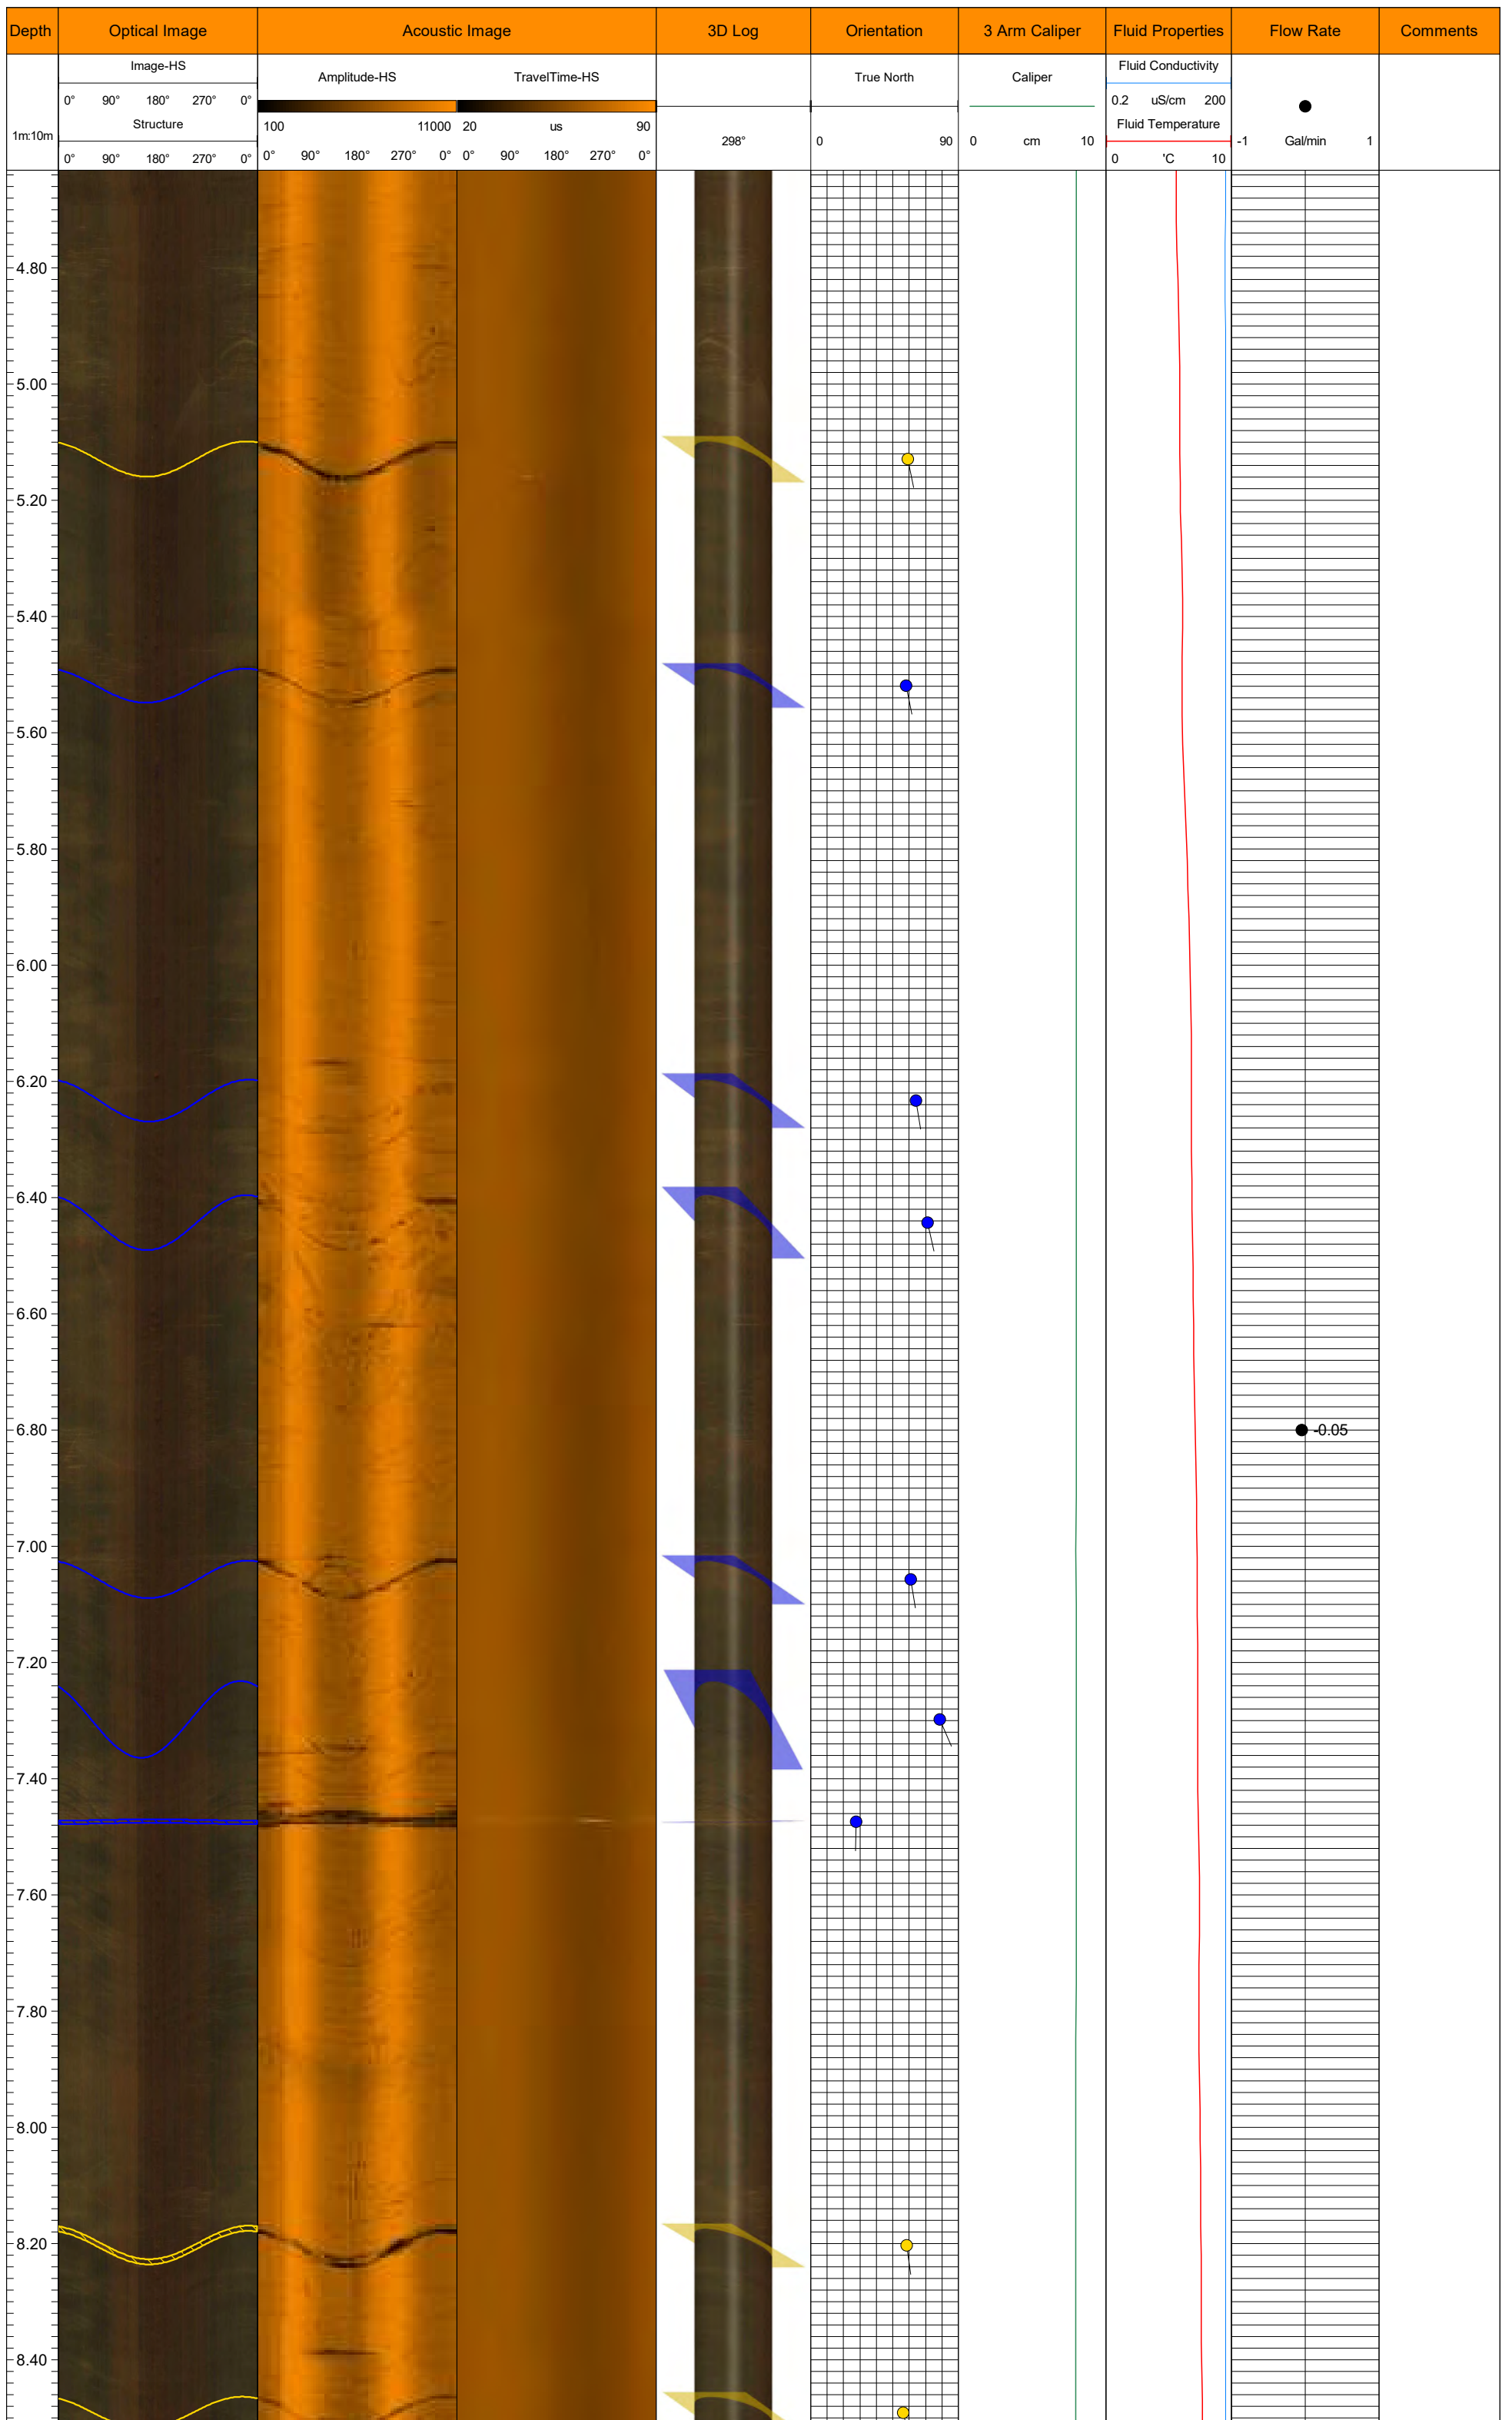 Depth Optical Image Acoustic Image 3D Log Orientation 3 Arm Caliper Fluid Properties Flow Rate Comments
Image-HS Fluid Conductivity
Amplitude-HS TravelTime-HS True North Caliper
0° 90° 180° 270° 0° 0.2 uS/cm 200
Structure 100 11000 20 us 90 Fluid Temperature
1m:10m 298° 0 90 0 cm 10 -1 Gal/min 1
0° 90° 180° 270° 0° 0° 90° 180° 270° 0° 0° 90° 180° 270° 0° 0 'C 10
4.80
5.00
5.20
5.40
5.60
5.80
6.00
6.20
6.40
6.60
6.80 -0.05
7.00
7.20
7.40
7.60
7.80
8.00
8.20
8.40